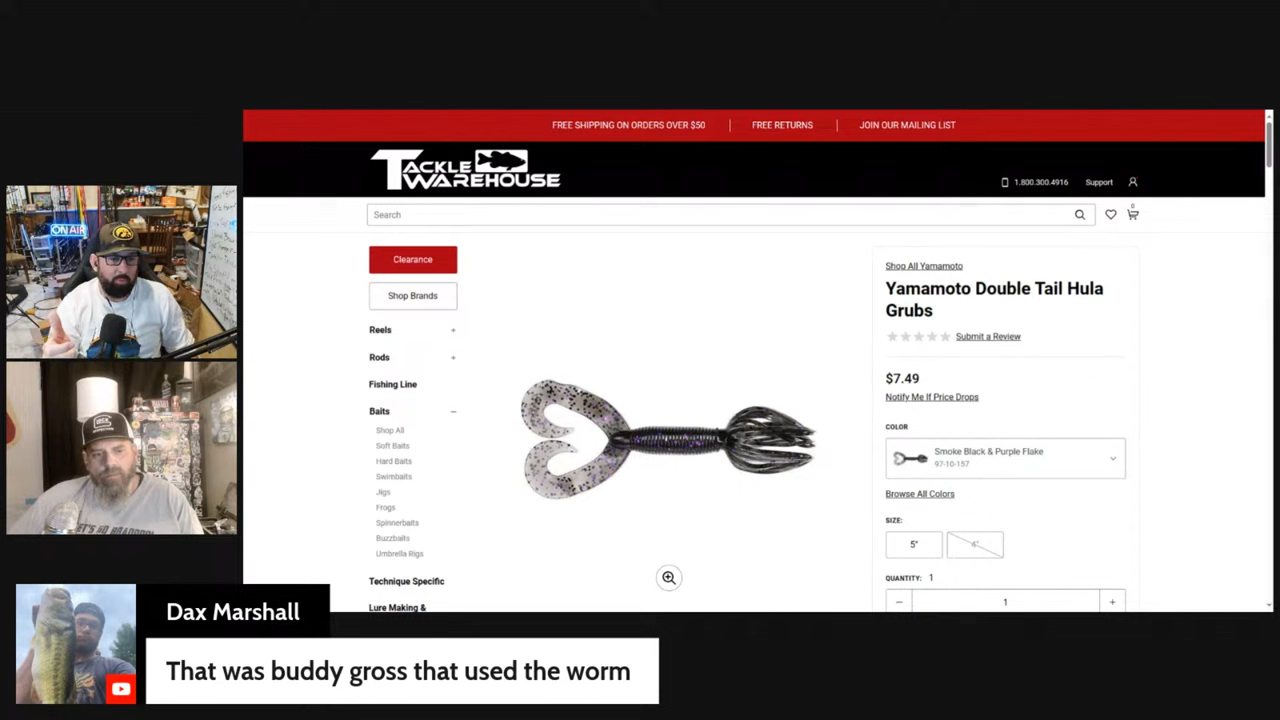 FREE SHIPPING ON ORDERS OVER $50
FREE RETURNS
JOIN OUR MAILING LIST
TACKLE
WAREHOUSE
1.800.300.4916
Support
Search
0
ON AIR
Clearance
Shop Brands
Reels
+
Rods
+
Fishing Line
Baits
–
Shop All
Soft Baits
Hard Baits
Swimbaits
Jigs
Frogs
Spinnerbaits
Buzzbaits
Umbrella Rigs
Technique Specific
Lure Making &
Shop All Yamamoto
Yamamoto Double Tail Hula
Grubs
Submit a Review
$7.49
Notify Me If Price Drops
COLOR
Smoke Black & Purple Flake
97-10-157
Browse All Colors
SIZE:
5"
4"
QUANTITY: 1
– 1 +
Dax Marshall
That was buddy gross that used the worm